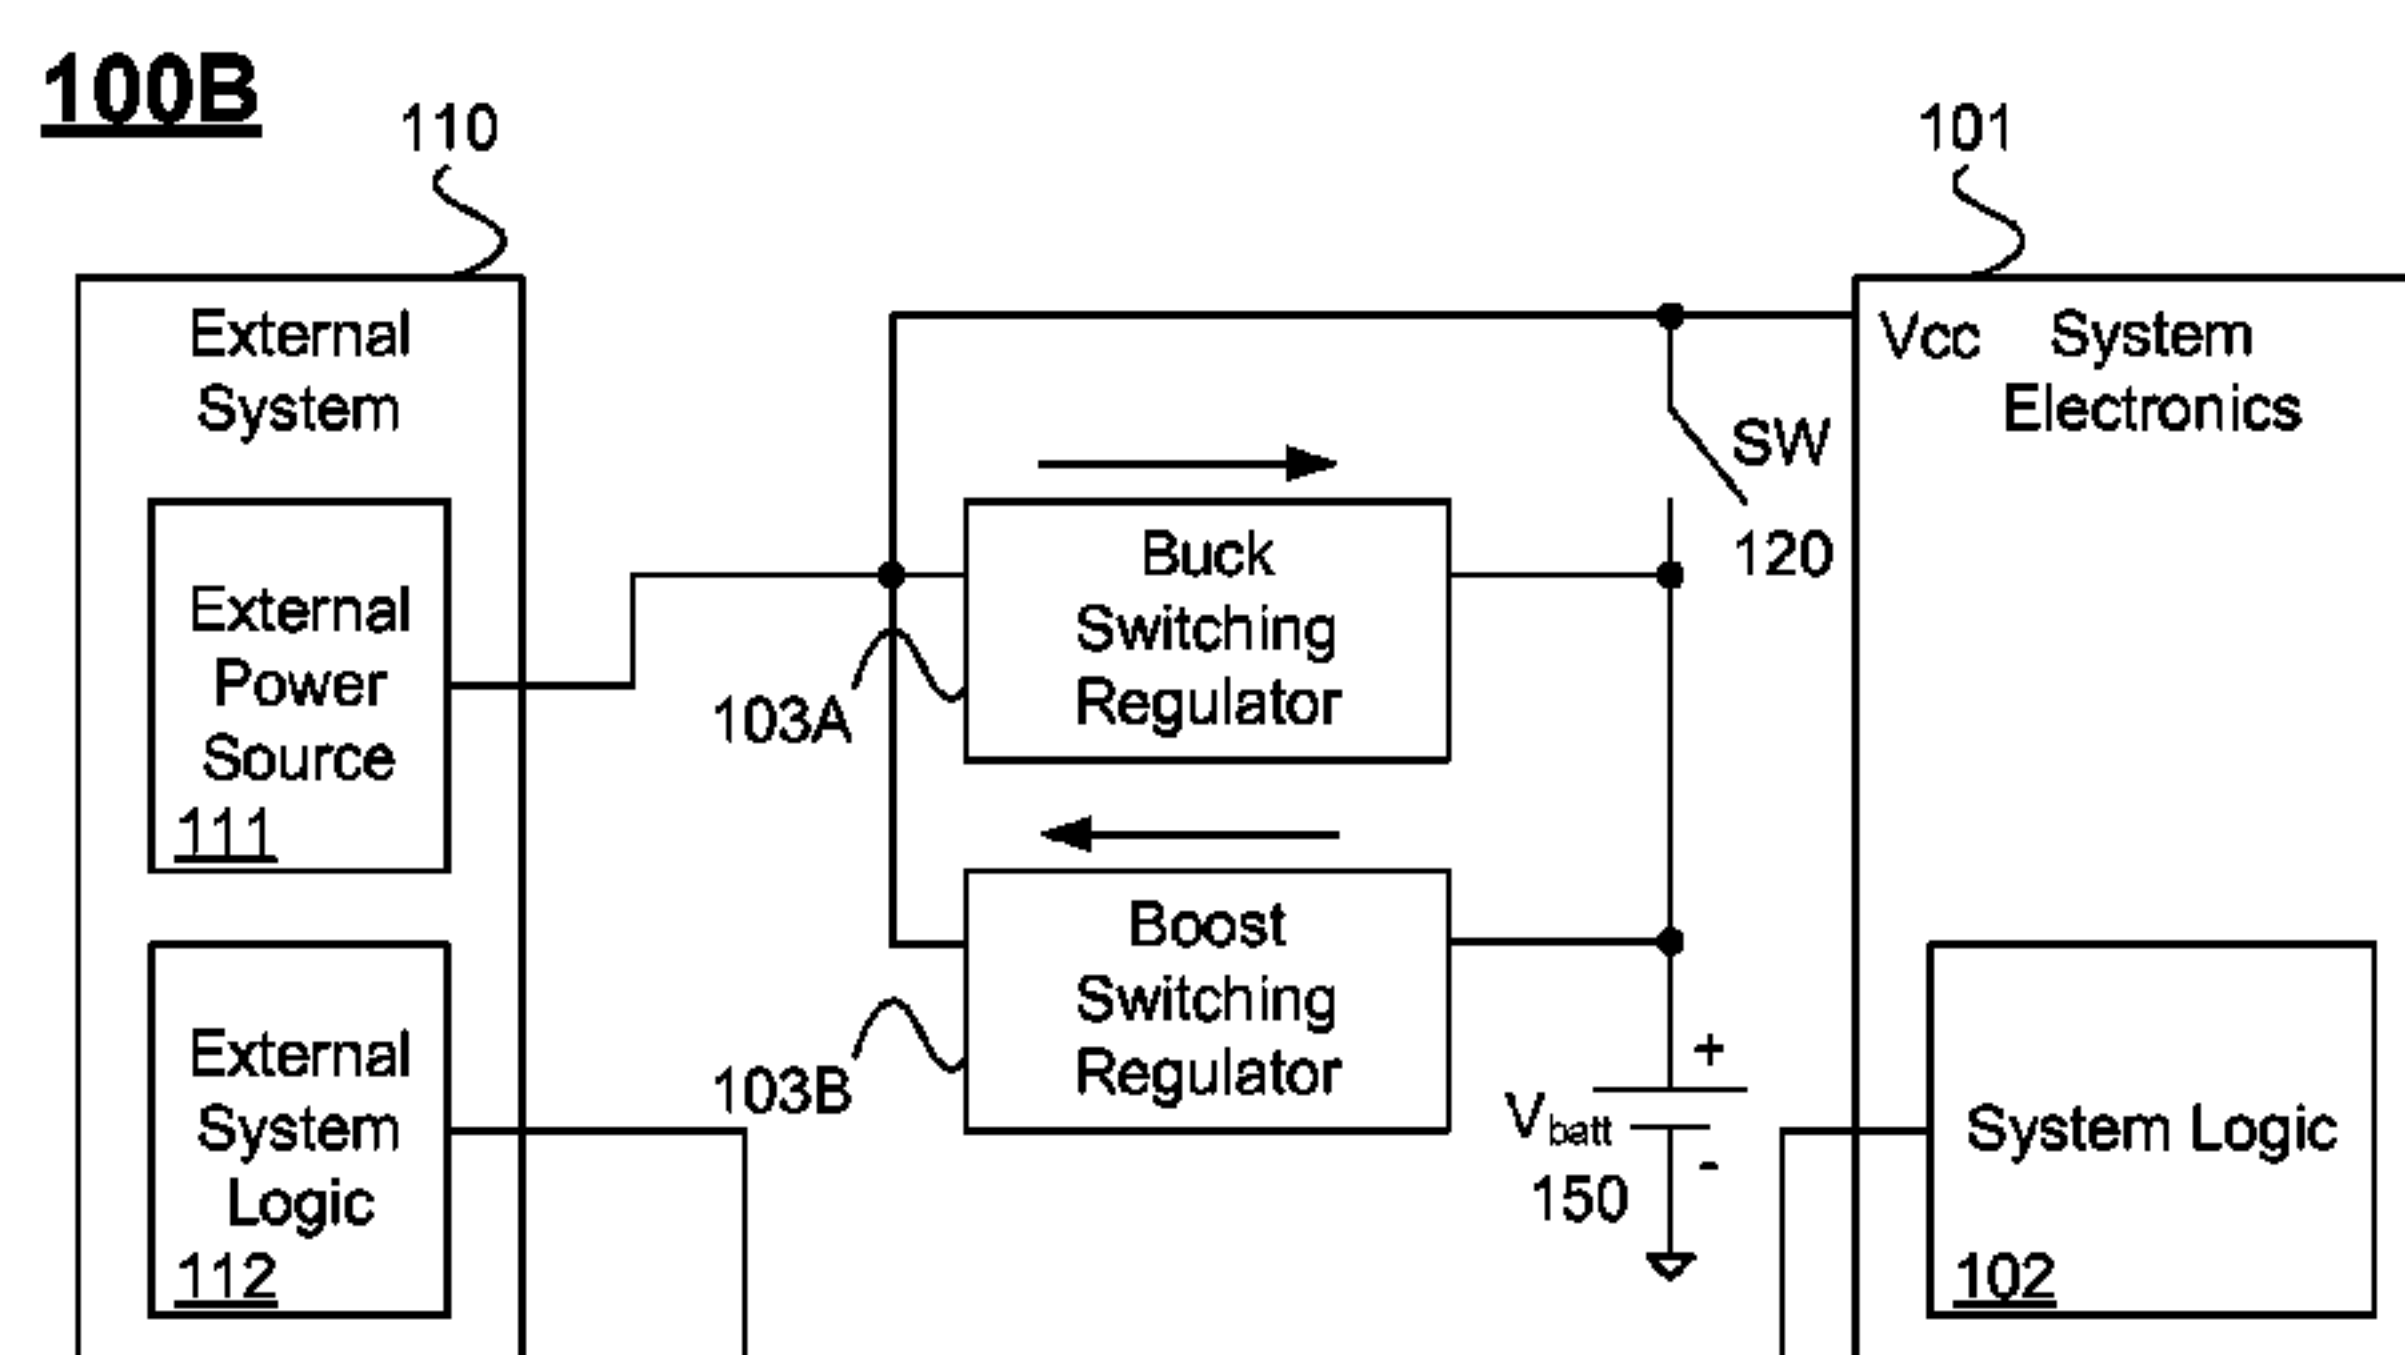 100B
110
101
External
System
Vcc
System
Electronics
SW
120
External
Power
Source
111
Buck
Switching
Regulator
103A
Boost
Switching
Regulator
103B
External
System
Logic
112
+
Vbatt
-
150
System Logic
102